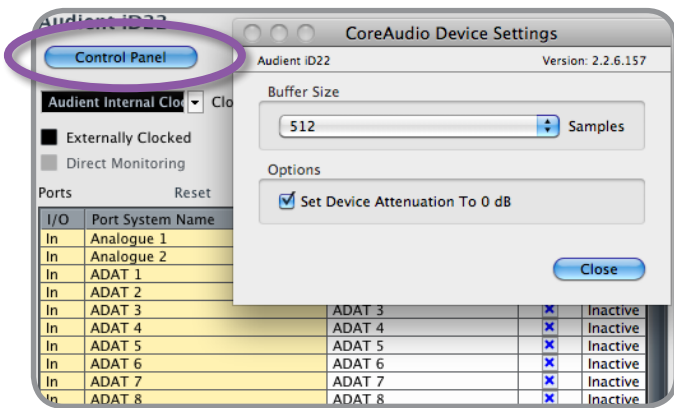 Audient iD22
Control Panel
Audient Internal Clo
Clo
Externally Clocked
Direct Monitoring
Ports Reset
I/O Port System Name
In Analogue 1
In Analogue 2
In ADAT 1
In ADAT 2
In ADAT 3 ADAT 3 Inactive
In ADAT 4 ADAT 4 Inactive
In ADAT 5 ADAT 5 Inactive
In ADAT 6 ADAT 6 Inactive
In ADAT 7 ADAT 7 Inactive
In ADAT 8 ADAT 8 Inactive
CoreAudio Device Settings
Audient iD22 Version: 2.2.6.157
Buffer Size
512 Samples
Options
Set Device Attenuation To 0 dB
Close